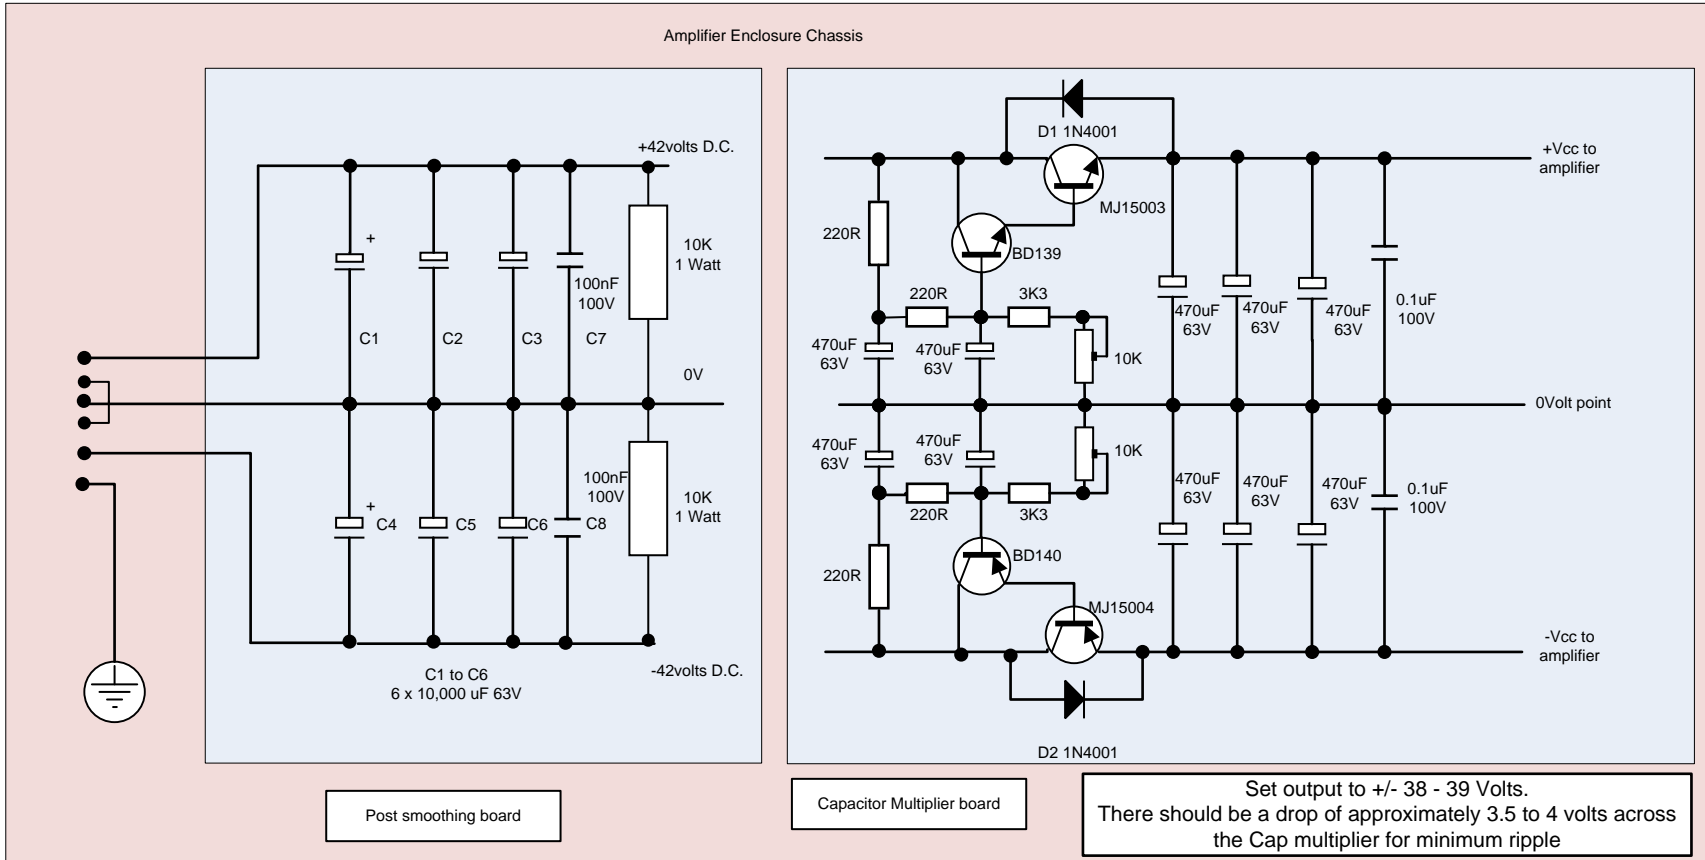 Amplifier Enclosure Chassis
+42volts D.C.
+
10K
1 Watt
100nF
100V
C1
C2
C3
C7
0V
+
C4
C5
C6
C8
100nF
100V
10K
1 Watt
C1 to C6
6 x 10,000 uF 63V
-42volts D.C.
Post smoothing board
D1 1N4001
MJ15003
+Vcc to
amplifier
220R
BD139
220R
3K3
470uF
63V
470uF
63V
10K
470uF
63V
470uF
63V
470uF
63V
0.1uF
100V
0Volt point
470uF
63V
470uF
63V
10K
220R
3K3
470uF
63V
470uF
63V
470uF
63V
0.1uF
100V
220R
BD140
MJ15004
-Vcc to
amplifier
D2 1N4001
Capacitor Multiplier board
Set output to +/- 38 - 39 Volts.
There should be a drop of approximately 3.5 to 4 volts across
the Cap multiplier for minimum ripple